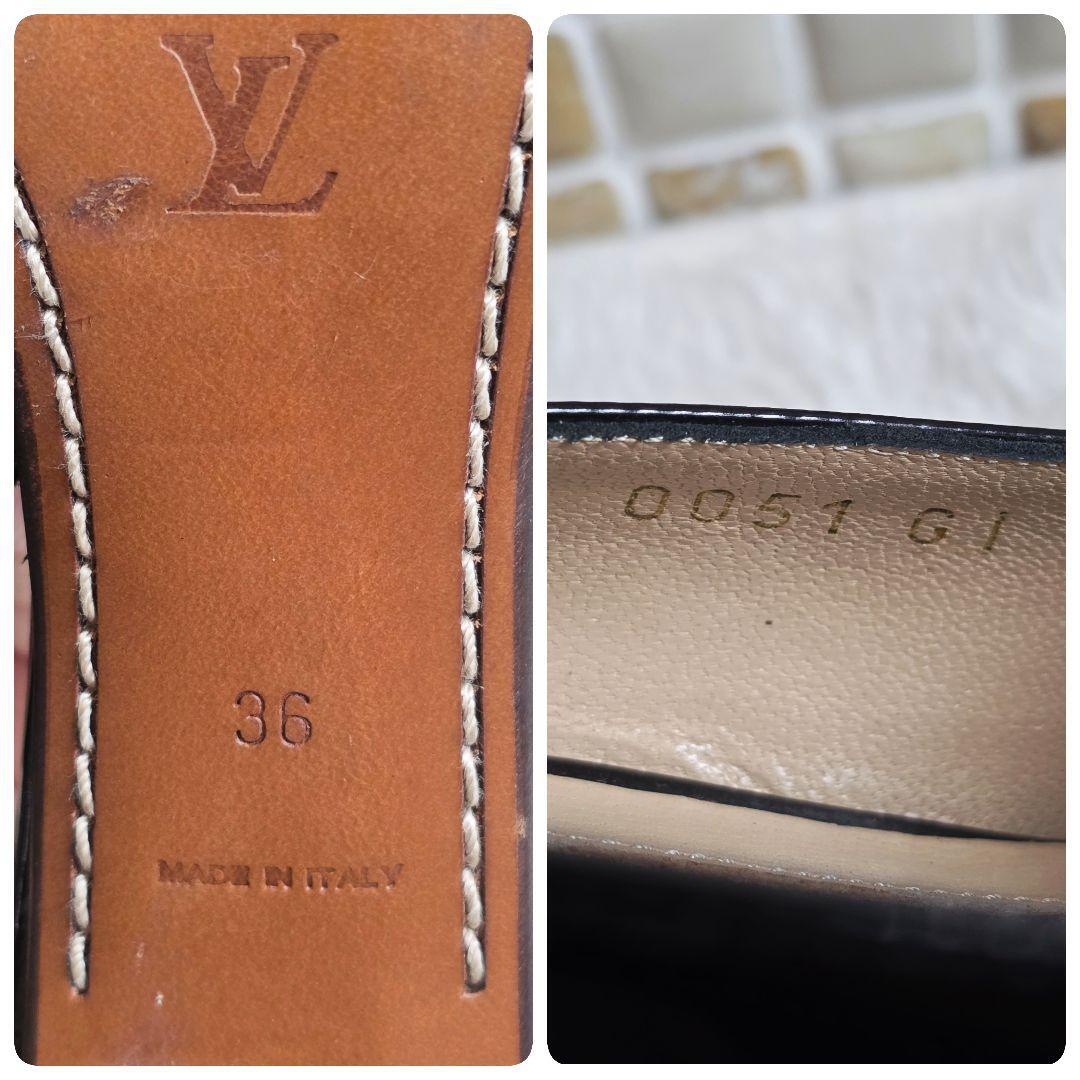 LV
36
MADE IN ITALY
0051 GI